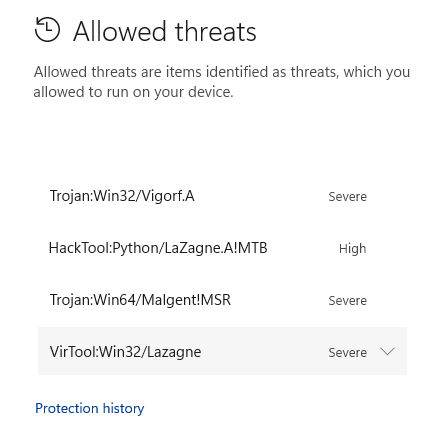 Allowed threats
Allowed threats are items identified as threats, which you
allowed to run on your device.
Trojan:Win32/Vigorf.A Severe
HackTool:Python/LaZagne.A!MTB High
Trojan:Win64/Malgent!MSR Severe
VirTool:Win32/Lazagne Severe
Protection history